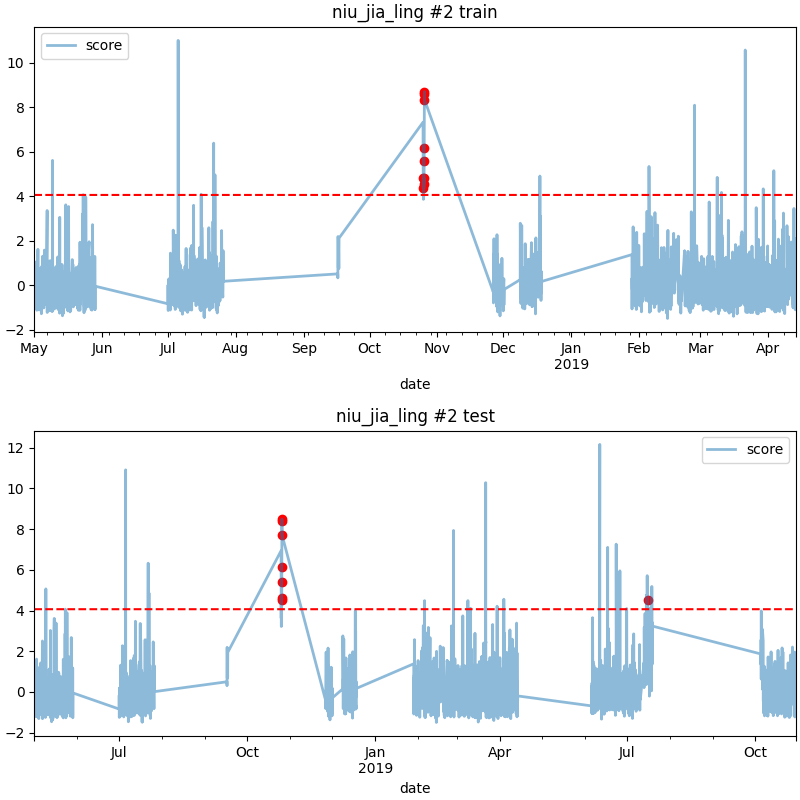 niu_jia_ling #2 train
score
10
8
6
4
2
0
−2
May Jun Jul Aug Sep Oct Nov Dec Jan Feb Mar Apr
2019
date
niu_jia_ling #2 test
score
12
10
8
6
4
2
0
−2
Jul Oct Jan Apr Jul Oct
2019
date